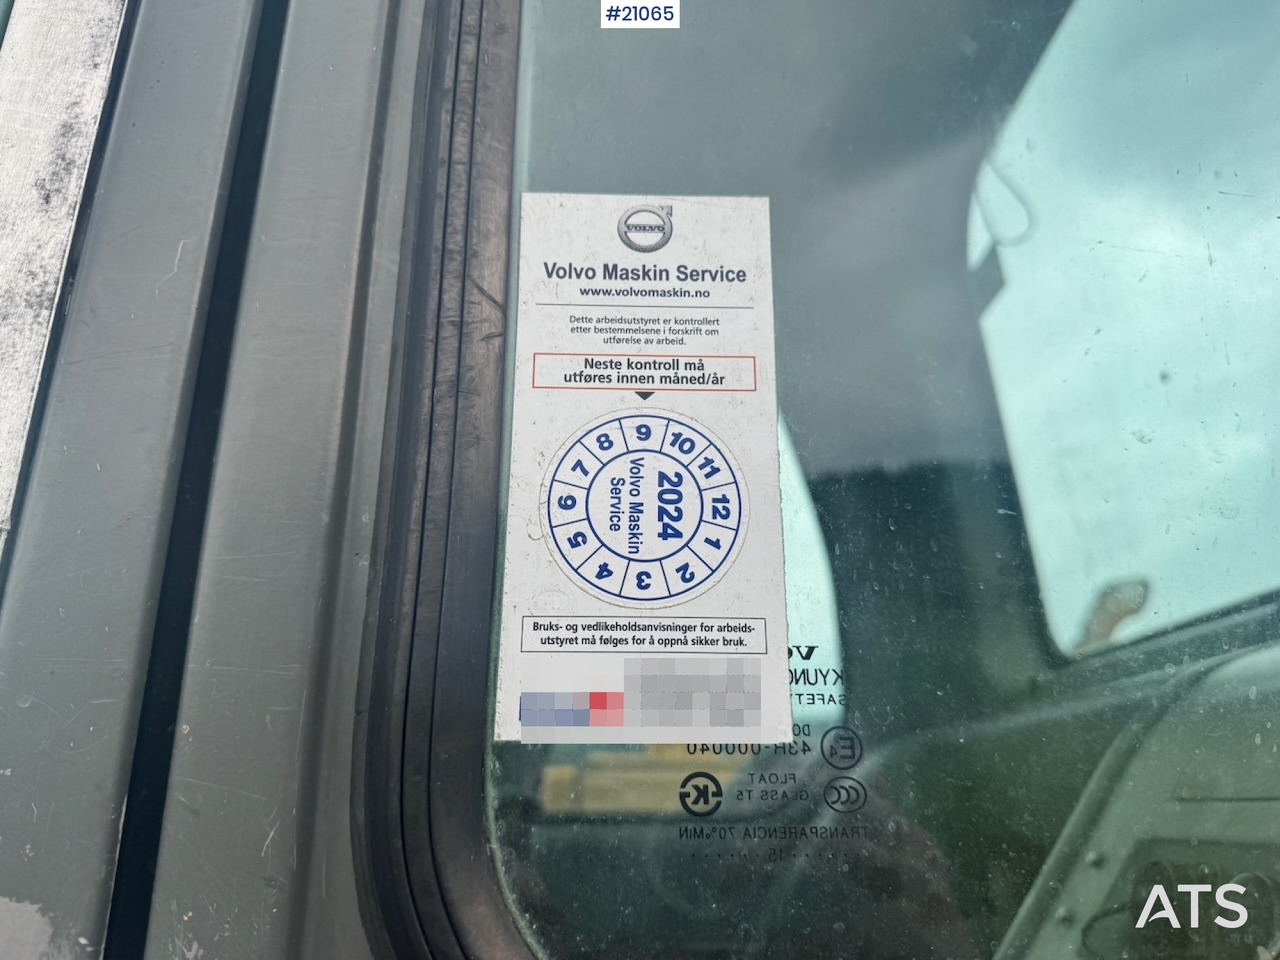 #21065
VOLVO
Volvo Maskin Service
www.volvomaskin.no
Dette arbeidsutstyret er kontrollert
etter bestemmelsene i forskrift om
utførelse av arbeid.
Neste kontroll må
utføres innen måned/år
9 10 11 12 1 2 3 4 5 6 7 8
2024
Volvo Maskin
Service
Bruks- og vedlikeholdsanvisninger for arbeids-
utstyret må følges for å oppnå sikker bruk.
43R-000040
E4
FLOAT
GLASS T5
K
CCC
TRANSPARENCIA 70%MIN
15
ATS